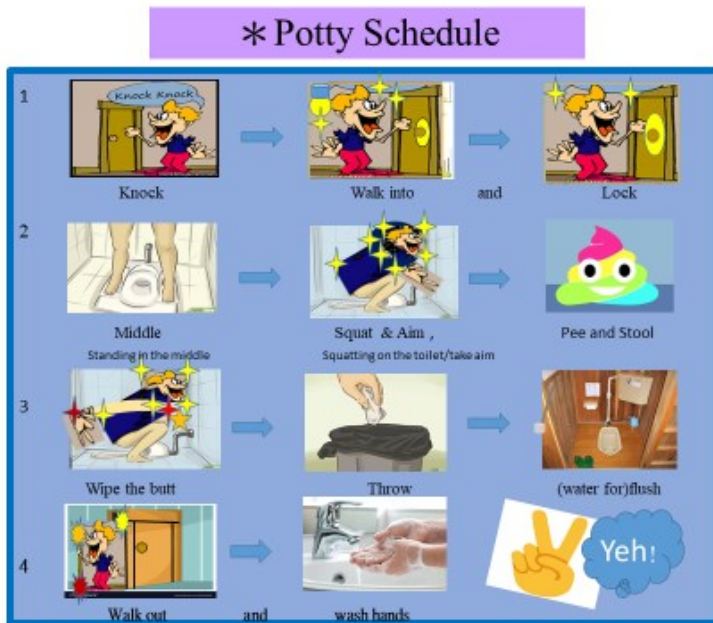 * Potty Schedule
1
Knock Knock
Knock
Walk into and Lock
2
Middle
Squat & Aim ,
Pee and Stool
Standing in the middle
Squatting on the toilet/take aim
3
Wipe the butt
Throw
(water for)flush
4
Yeh!
Walk out and wash hands